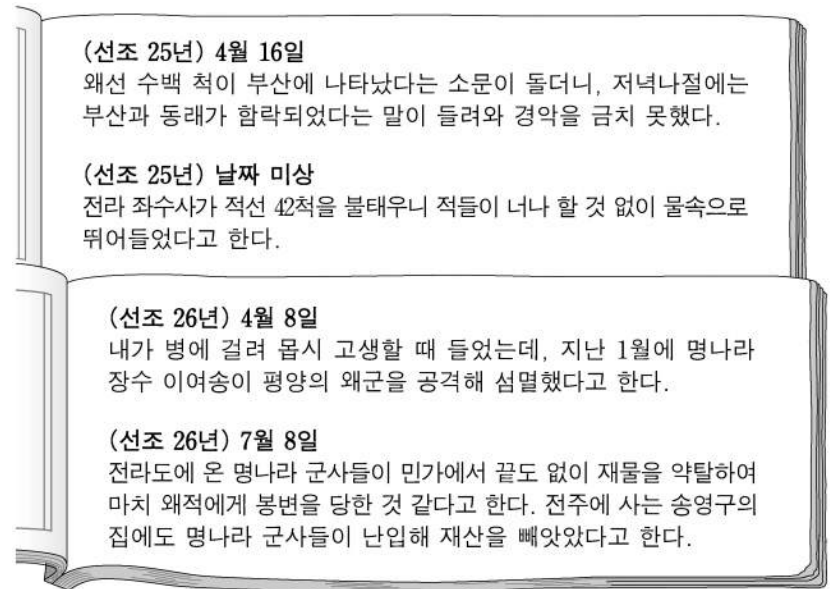 (선조 25년) 4월 16일
왜선 수백 척이 부산에 나타났다는 소문이 돌더니, 저녁나절에는
부산과 동래가 함락되었다는 말이 들려와 경악을 금치 못했다.
(선조 25년) 날짜 미상
전라 좌수사가 적선 42척을 불태우니 적들이 너나 할 것 없이 물속으로
뛰어들었다고 한다.
(선조 26년) 4월 8일
내가 병에 걸려 몹시 고생할 때 들었는데, 지난 1월에 명나라
장수 이여송이 평양의 왜군을 공격해 섬멸했다고 한다.
(선조 26년) 7월 8일
전라도에 온 명나라 군사들이 민가에서 끝도 없이 재물을 약탈하여
마치 왜적에게 봉변을 당한 것 같다고 한다. 전주에 사는 송영구의
집에도 명나라 군사들이 난입해 재산을 빼앗았다고 한다.